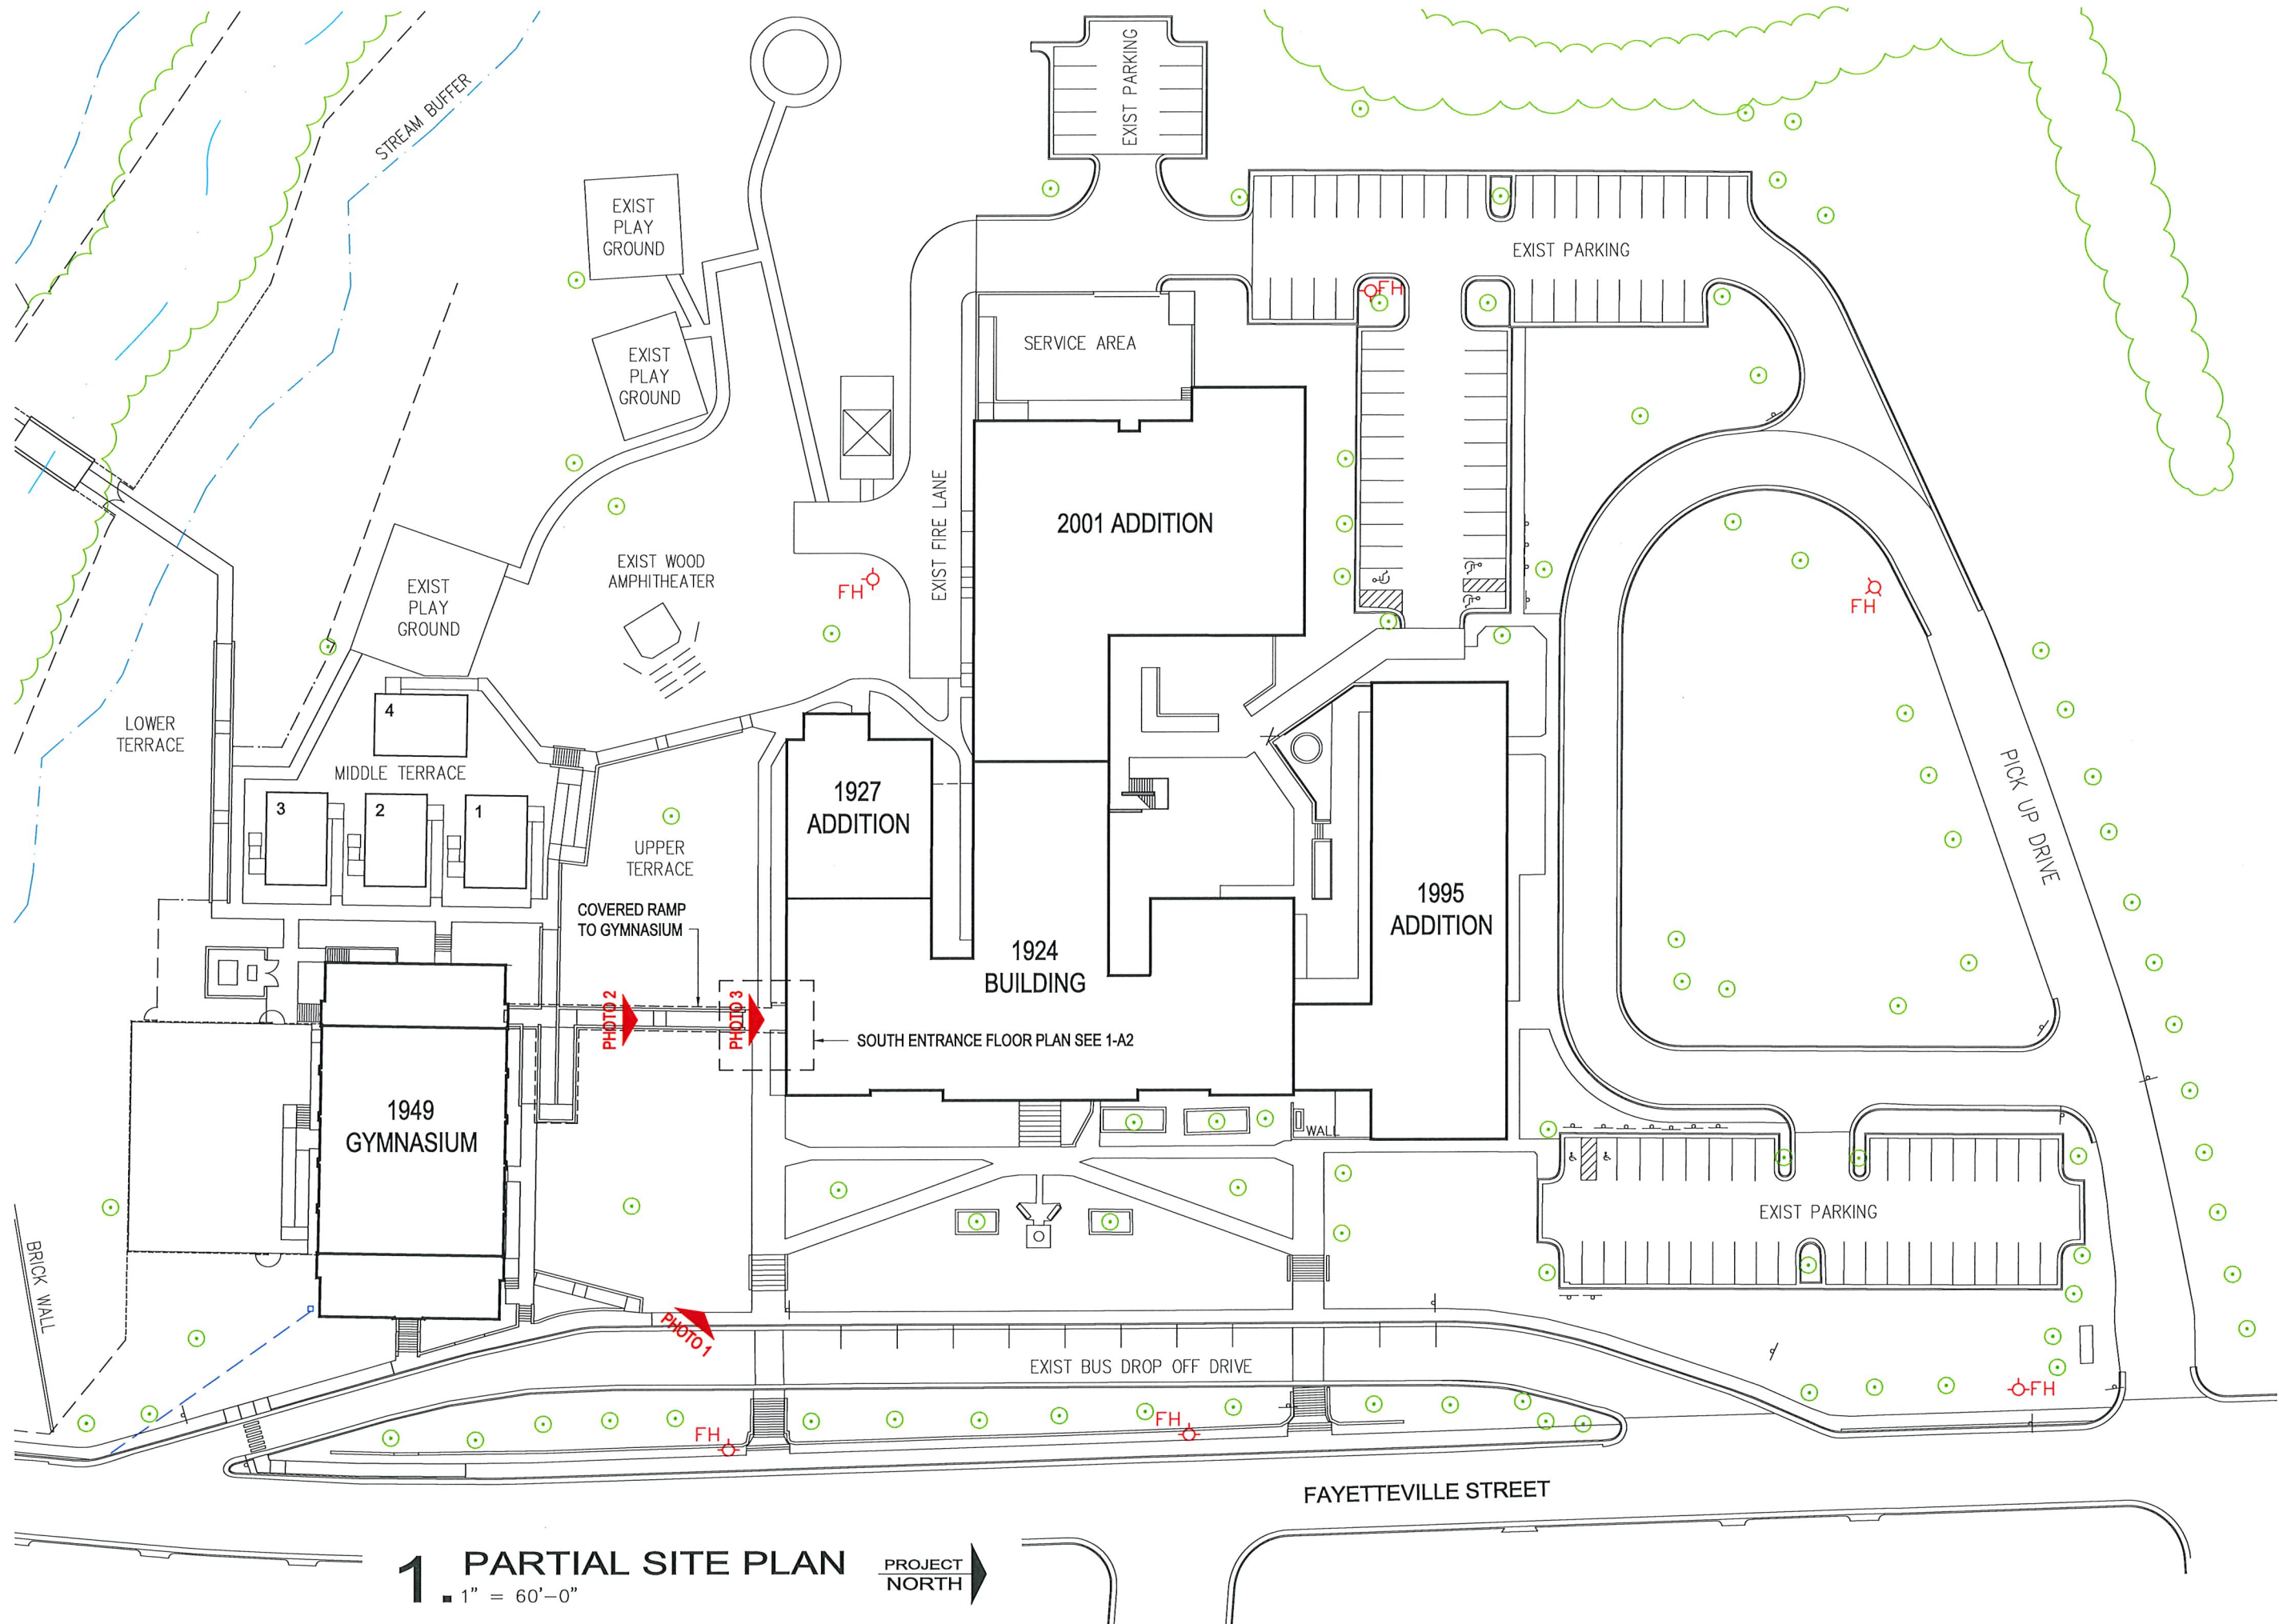 STREAM BUFFER
EXIST PARKING
EXIST
PLAY
GROUND
EXIST PARKING
FH
SERVICE AREA
EXIST
PLAY
GROUND
EXIST FIRE LANE
2001 ADDITION
EXIST WOOD
AMPHITHEATER
FH
FH
EXIST
PLAY
GROUND
LOWER
TERRACE
4
MIDDLE TERRACE
3
2
1
1927
ADDITION
UPPER
TERRACE
PICK UP DRIVE
COVERED RAMP
TO GYMNASIUM
1995
ADDITION
1924
BUILDING
PHOTO 2
PHOTO 3
SOUTH ENTRANCE FLOOR PLAN SEE 1-A2
1949
GYMNASIUM
WALL
EXIST PARKING
BRICK WALL
PHOTO 1
EXIST BUS DROP OFF DRIVE
FH
FH
FH
FAYETTEVILLE STREET
1. PARTIAL SITE PLAN
1" = 60'-0"
PROJECT
NORTH